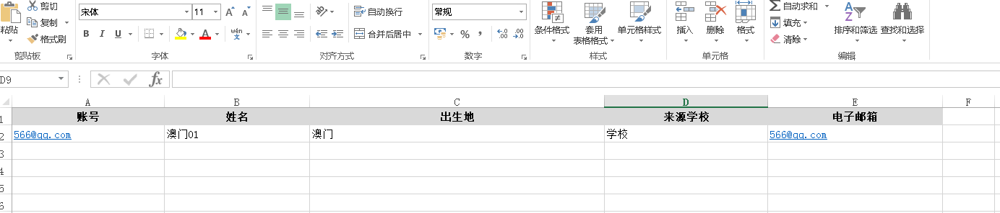 剪切 宋体 11 A A 自动换行 常规 自动求和
复制 填充
粘贴 格式刷 B I U A wén 文 合并后居中 % , 条件格式 套用 表格格式 单元格样式 插入 删除 格式 清除 排序和筛选 查找和选择
剪贴板 字体 对齐方式 数字 样式 单元格 编辑
D9 fx
A B C D E F
1 账号 姓名 出生地 来源学校 电子邮箱
2 566@qq.com 澳门01 澳门 学校 566@qq.com
3
4
5
6